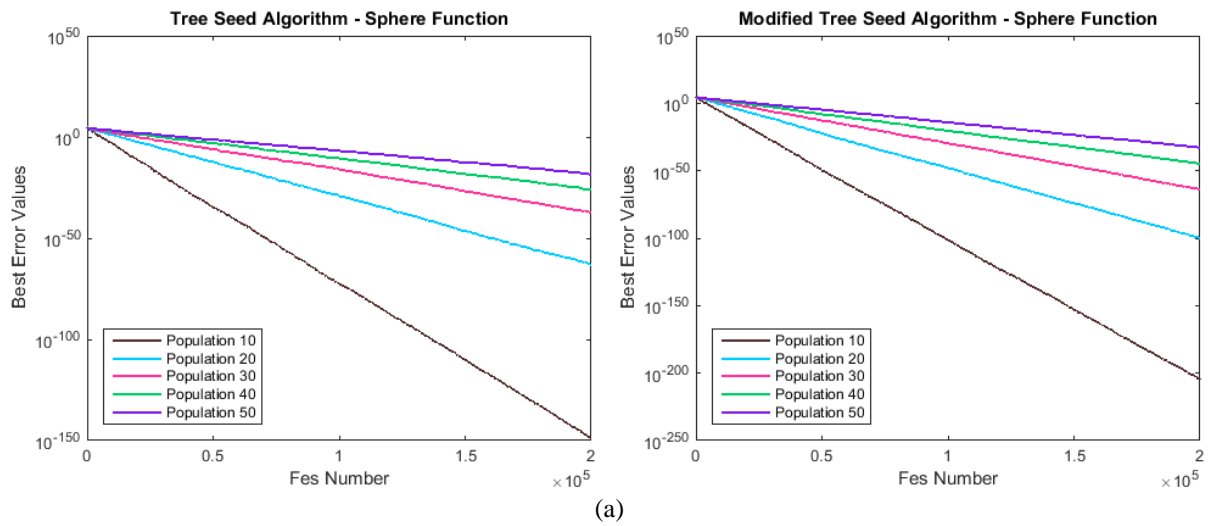 Tree Seed Algorithm - Sphere Function
10^50
10^0
10^-50
10^-100
10^-150
Best Error Values
Population 10
Population 20
Population 30
Population 40
Population 50
0
0.5
1
1.5
2
Fes Number
× 10^5
Modified Tree Seed Algorithm - Sphere Function
10^50
10^0
10^-50
10^-100
10^-150
10^-200
10^-250
Best Error Values
Population 10
Population 20
Population 30
Population 40
Population 50
0
0.5
1
1.5
2
Fes Number
× 10^5
(a)